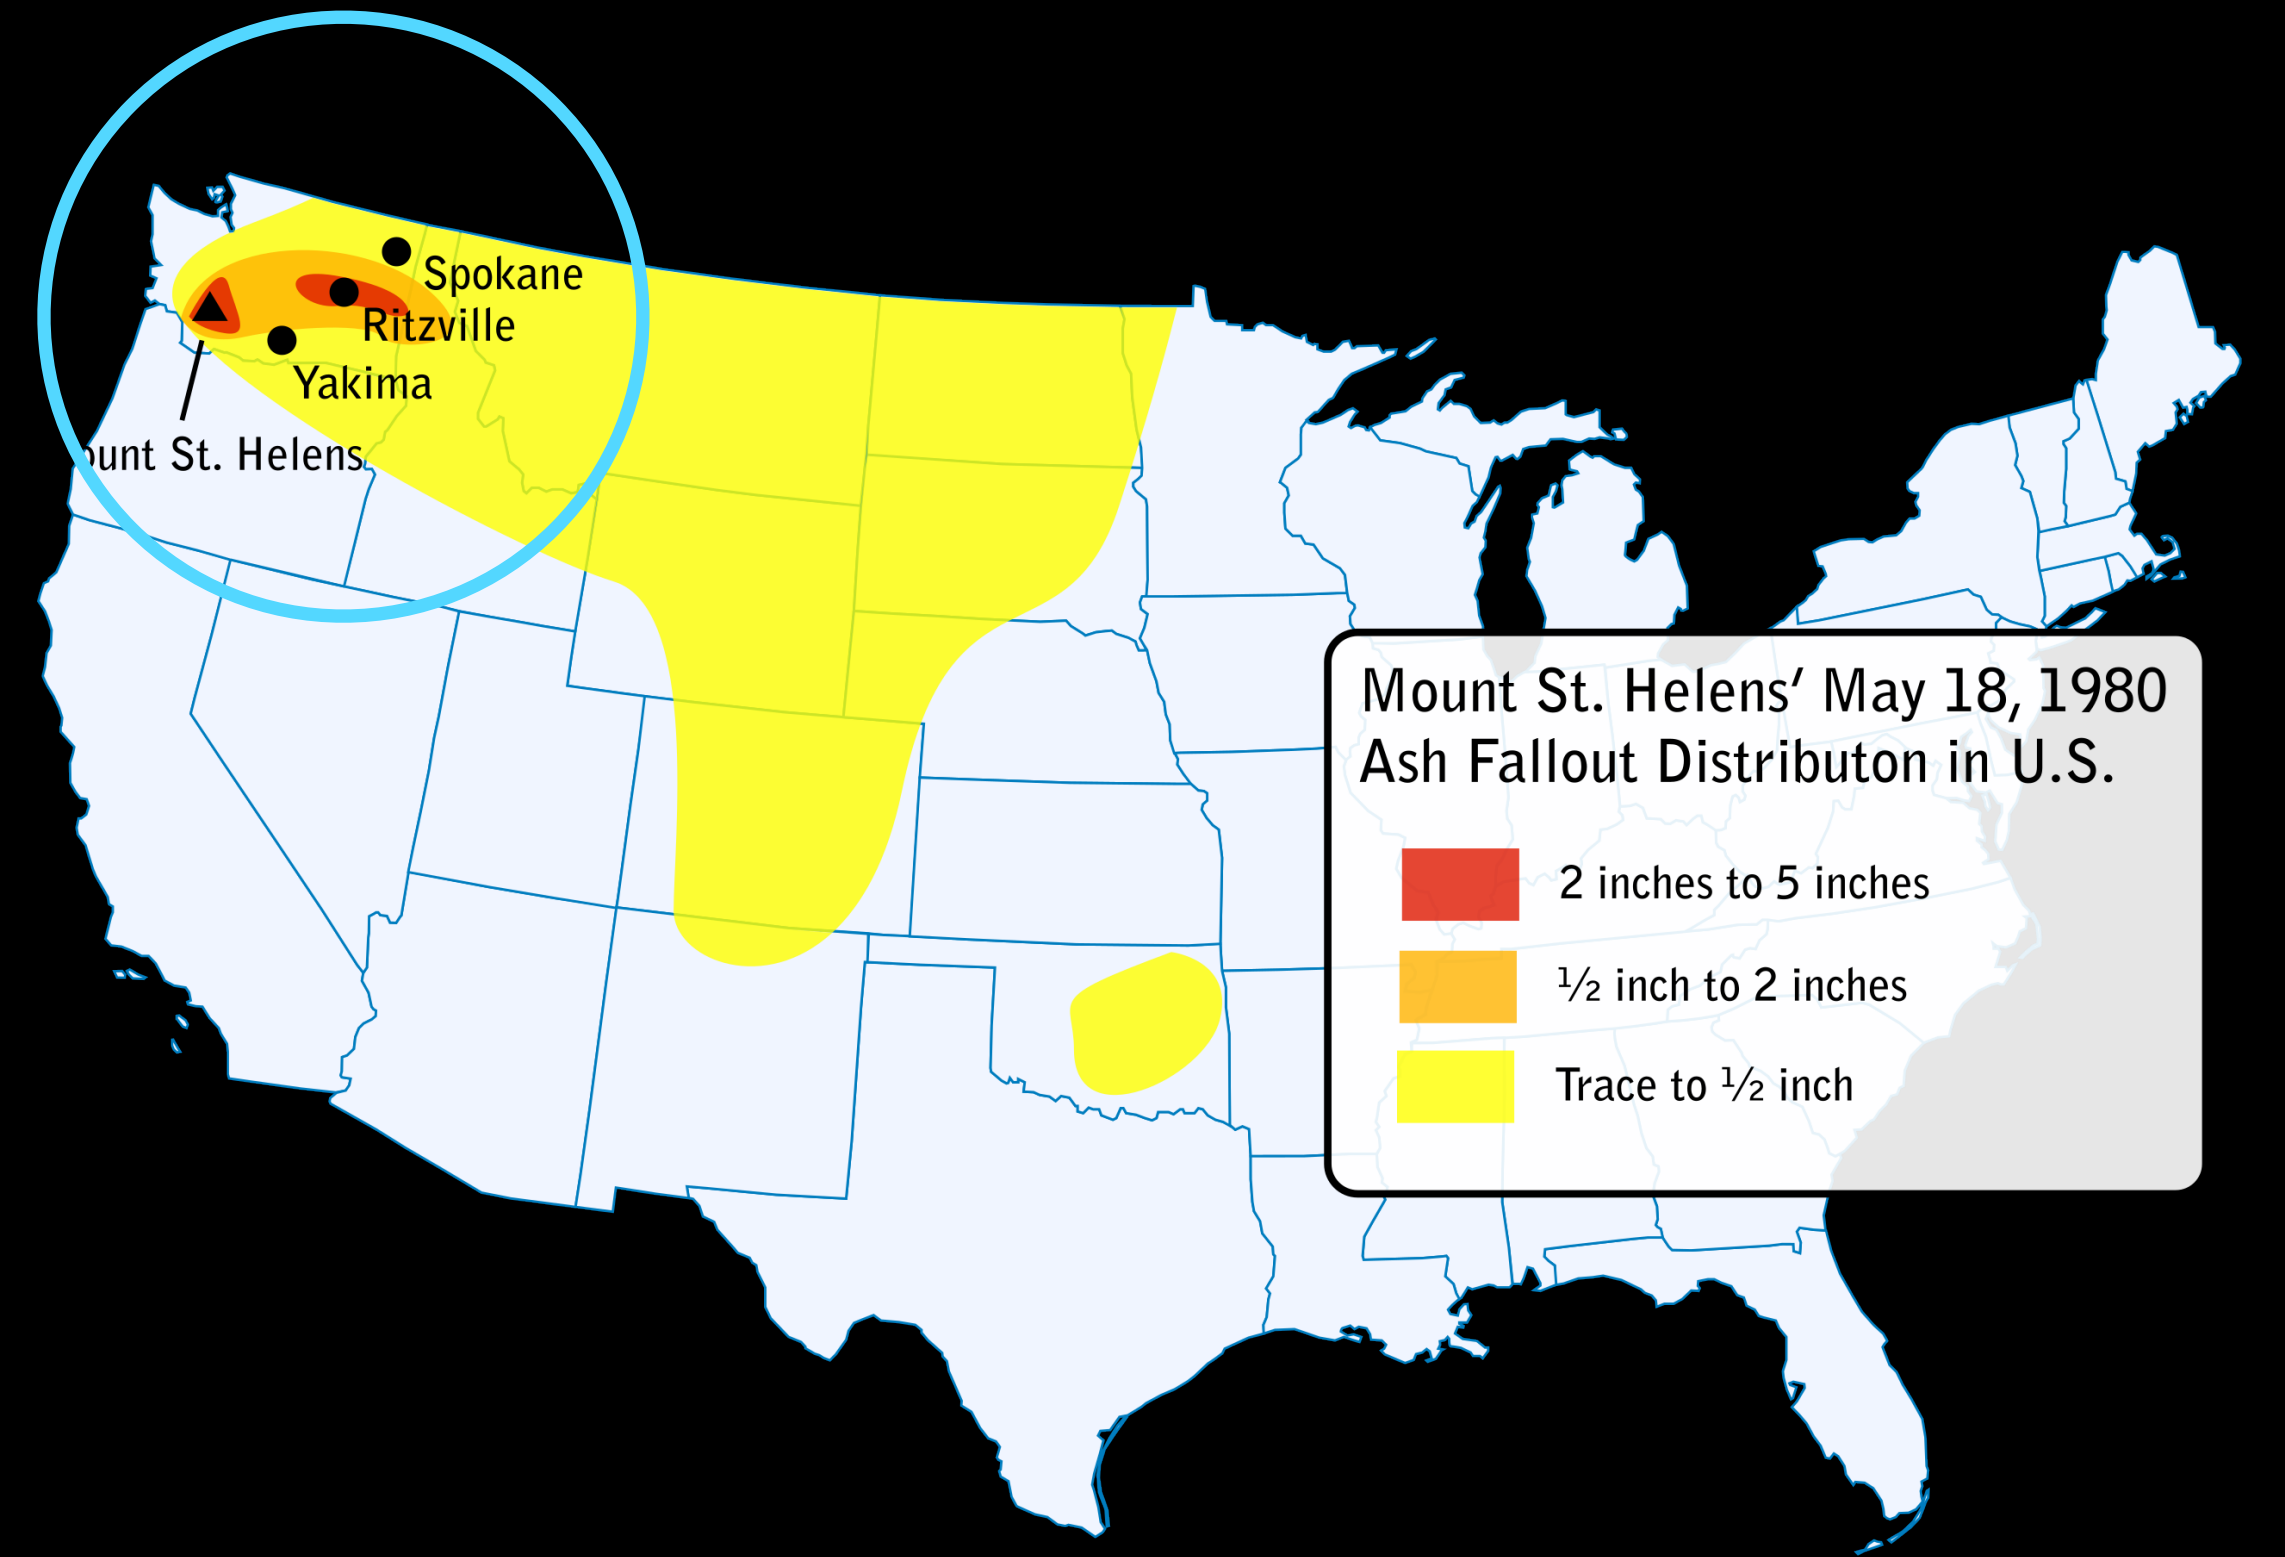 Spokane
Ritzville
Yakima
ount St. Helens
Mount St. Helens' May 18, 1980
Ash Fallout Distributon in U.S.
2 inches to 5 inches
½ inch to 2 inches
Trace to ½ inch